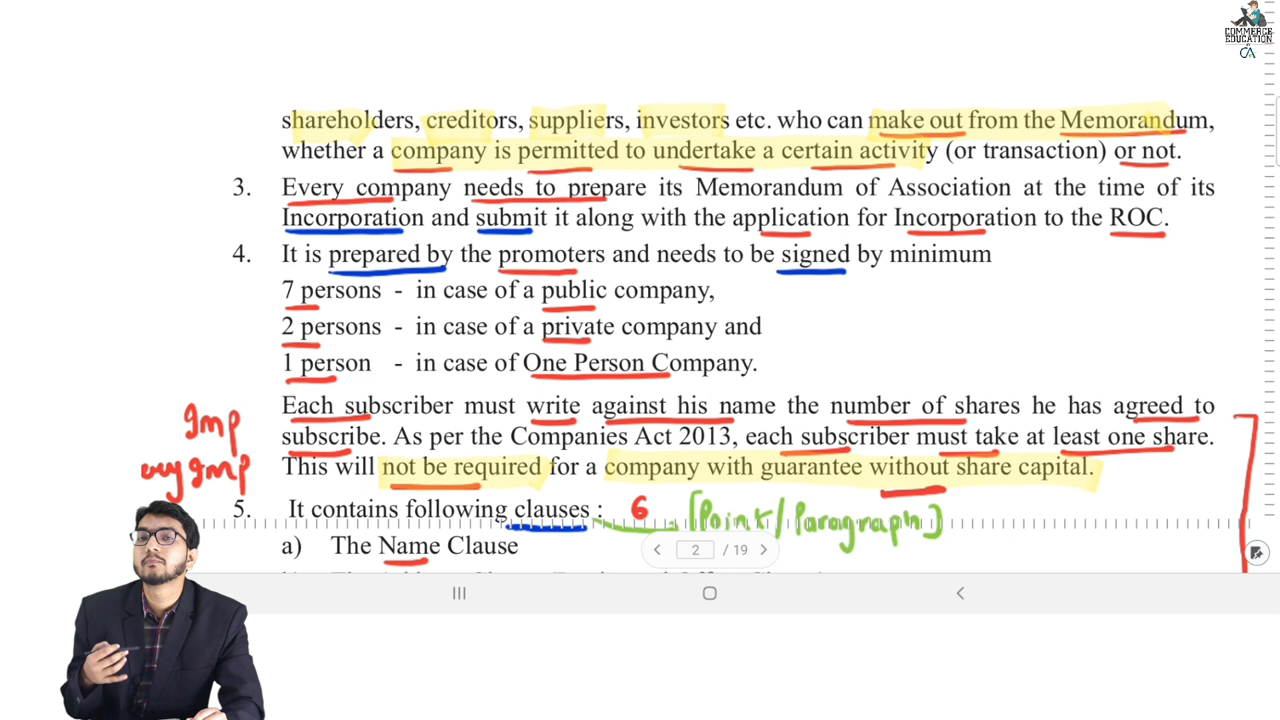 COMMERCE
EDUCATION
BY
CA
shareholders, creditors, suppliers, investors etc. who can make out from the Memorandum,
whether a company is permitted to undertake a certain activity (or transaction) or not.
3. Every company needs to prepare its Memorandum of Association at the time of its
Incorporation and submit it along with the application for Incorporation to the ROC.
4. It is prepared by the promoters and needs to be signed by minimum
7 persons - in case of a public company,
2 persons - in case of a private company and
1 person - in case of One Person Company.
Imp
Each subscriber must write against his name the number of shares he has agreed to
subscribe. As per the Companies Act 2013, each subscriber must take at least one share.
very Imp
This will not be required for a company with guarantee without share capital.
5. It contains following clauses : 6 [Point/Paragraph]
a) The Name Clause
2 / 19